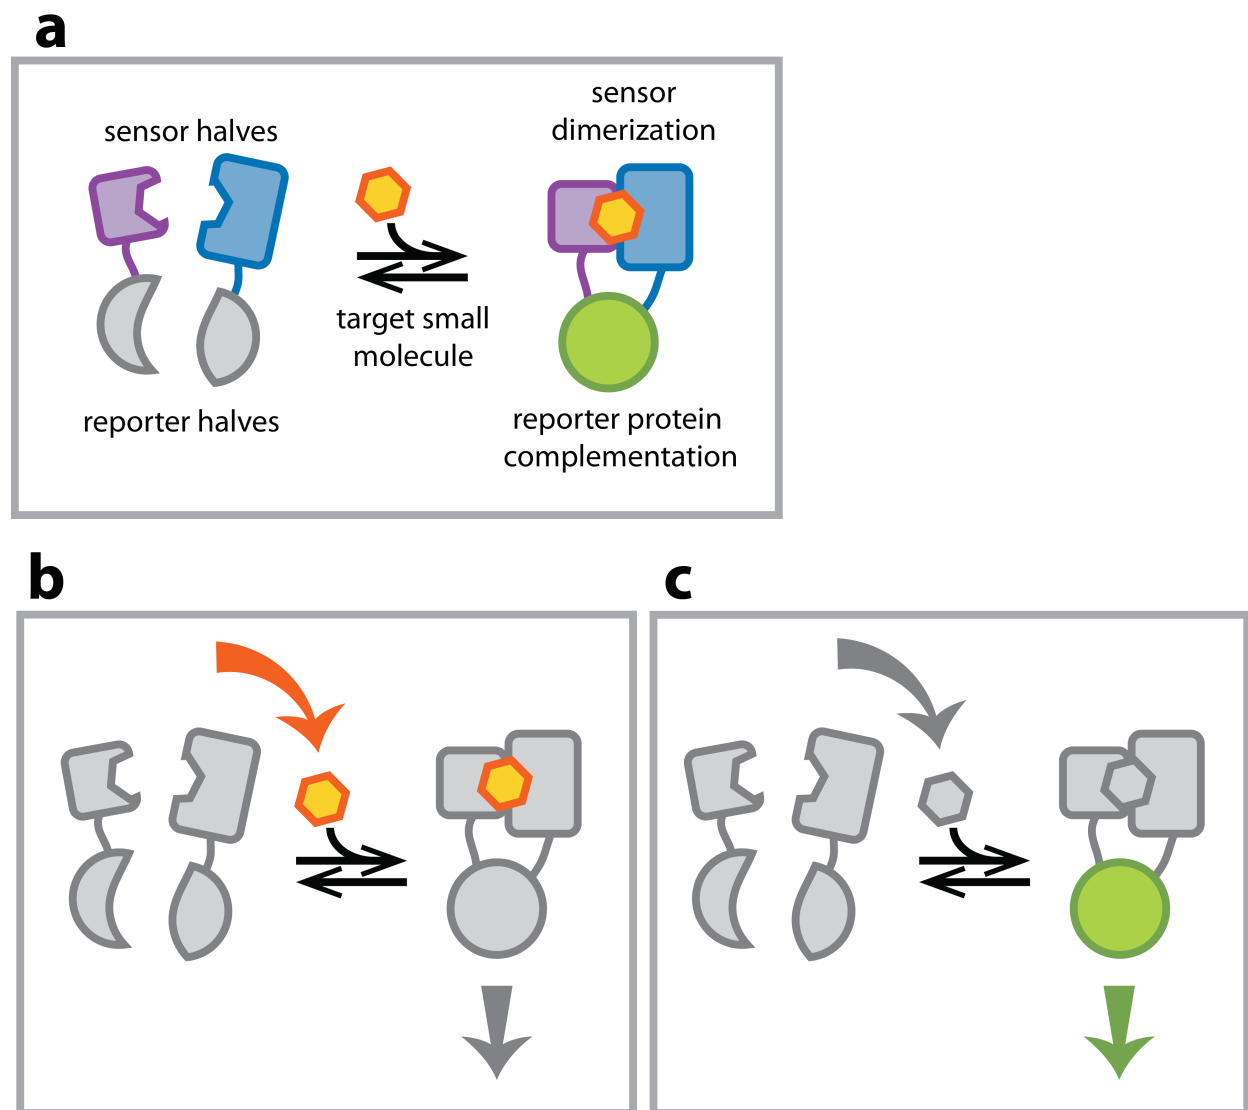 a
sensor halves
sensor
dimerization
target small
molecule
reporter halves
reporter protein
complementation
b
c